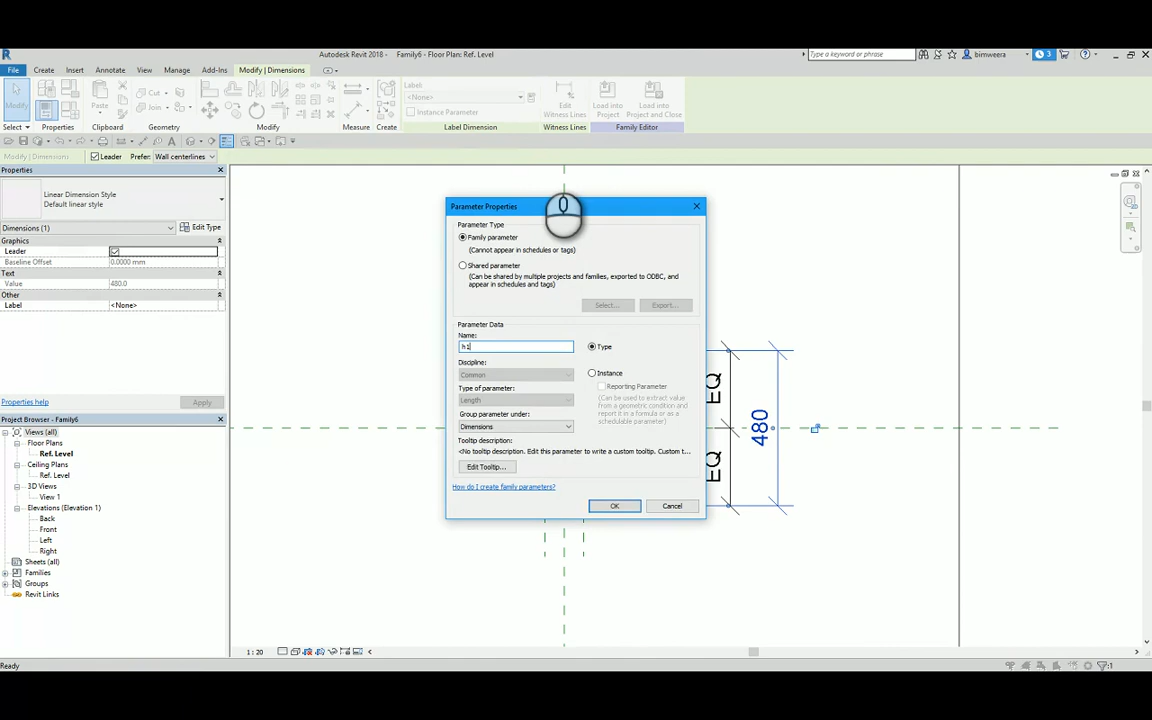 Autodesk Revit 2018 - Family6 - Floor Plan: Ref. Level
Type a keyword or phrase
bimweera
3
File Create Insert Annotate View Manage Add-Ins Modify | Dimensions
Modify
Paste
Cut
Join
Label:
<None>
Instance Parameter
Edit
Witness Lines
Load into
Project
Load into
Project and Close
Select Properties Clipboard Geometry Modify Measure Create Label Dimension Witness Lines Family Editor
Modify | Dimensions Leader Prefer: Wall centerlines
Properties
Linear Dimension Style
Default linear style
Dimensions (1) Edit Type
Graphics
Leader
Baseline Offset 0.0000 mm
Text
Value 480.0
Other
Label <None>
Properties help Apply
Project Browser - Family6
Views (all)
Floor Plans
Ref. Level
Ceiling Plans
Ref. Level
3D Views
View 1
Elevations (Elevation 1)
Back
Front
Left
Right
Sheets (all)
Families
Groups
Revit Links
Parameter Properties
Parameter Type
Family parameter
(Cannot appear in schedules or tags)
Shared parameter
(Can be shared by multiple projects and families, exported to ODBC, and
appear in schedules and tags)
Select... Export...
Parameter Data
Name:
h1
Type
Discipline:
Common
Instance
Reporting Parameter
Type of parameter:
Length
(Can be used to extract value
from a geometric condition and
report it in a formula or as a
schedulable parameter)
Group parameter under:
Dimensions
Tooltip description:
<No tooltip description. Edit this parameter to write a custom tooltip. Custom t...
Edit Tooltip...
How do I create family parameters?
OK Cancel
EQ
EQ
480
1 : 20
Ready
:1